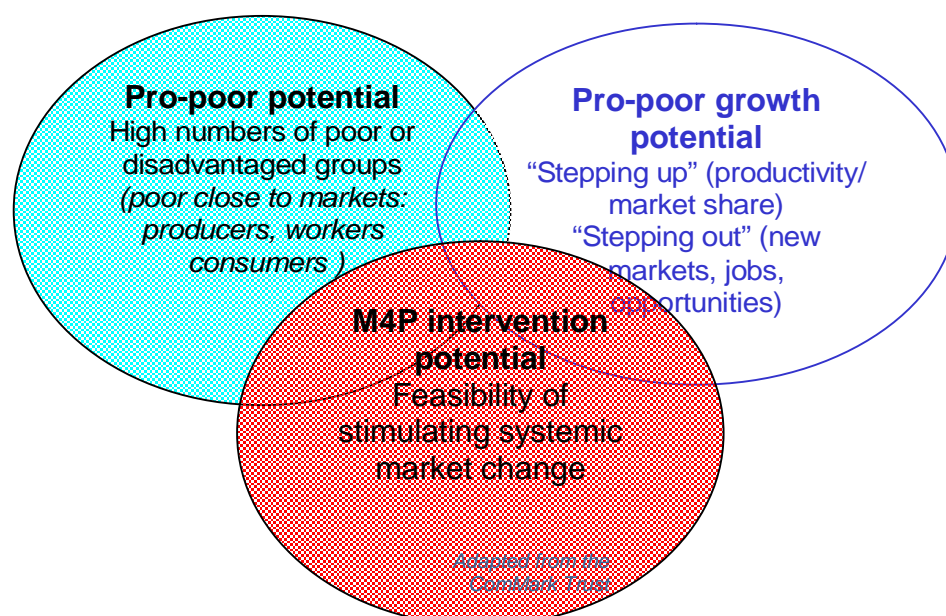 Pro-poor potential
High numbers of poor or
disadvantaged groups
(poor close to markets:
producers, workers
consumers )
Pro-poor growth
potential
“Stepping up” (productivity/
market share)
“Stepping out” (new
markets, jobs,
opportunities)
M4P intervention
potential
Feasibility of
stimulating systemic
market change
Adapted from the
ComMark Trust